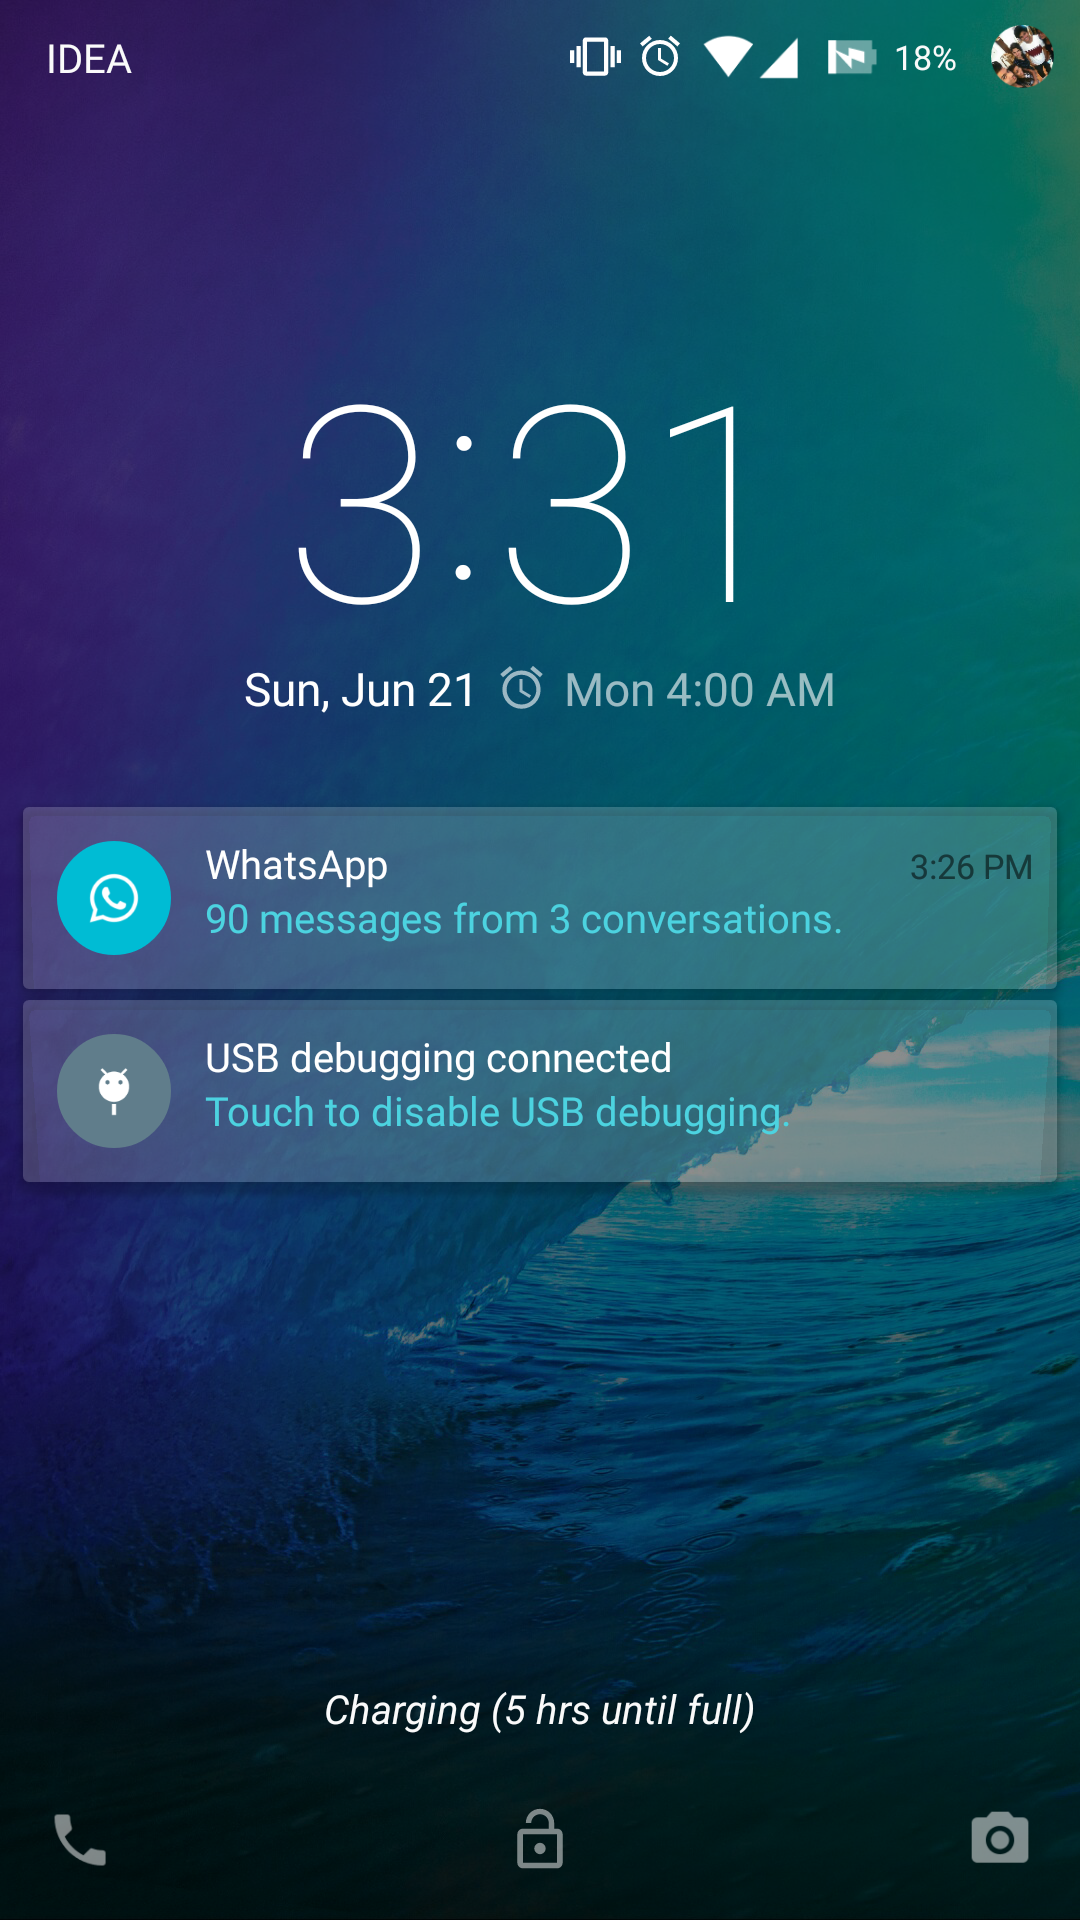 IDEA
18%
3:31
Sun, Jun 21 Mon 4:00 AM
WhatsApp 3:26 PM
90 messages from 3 conversations.
USB debugging connected
Touch to disable USB debugging.
Charging (5 hrs until full)